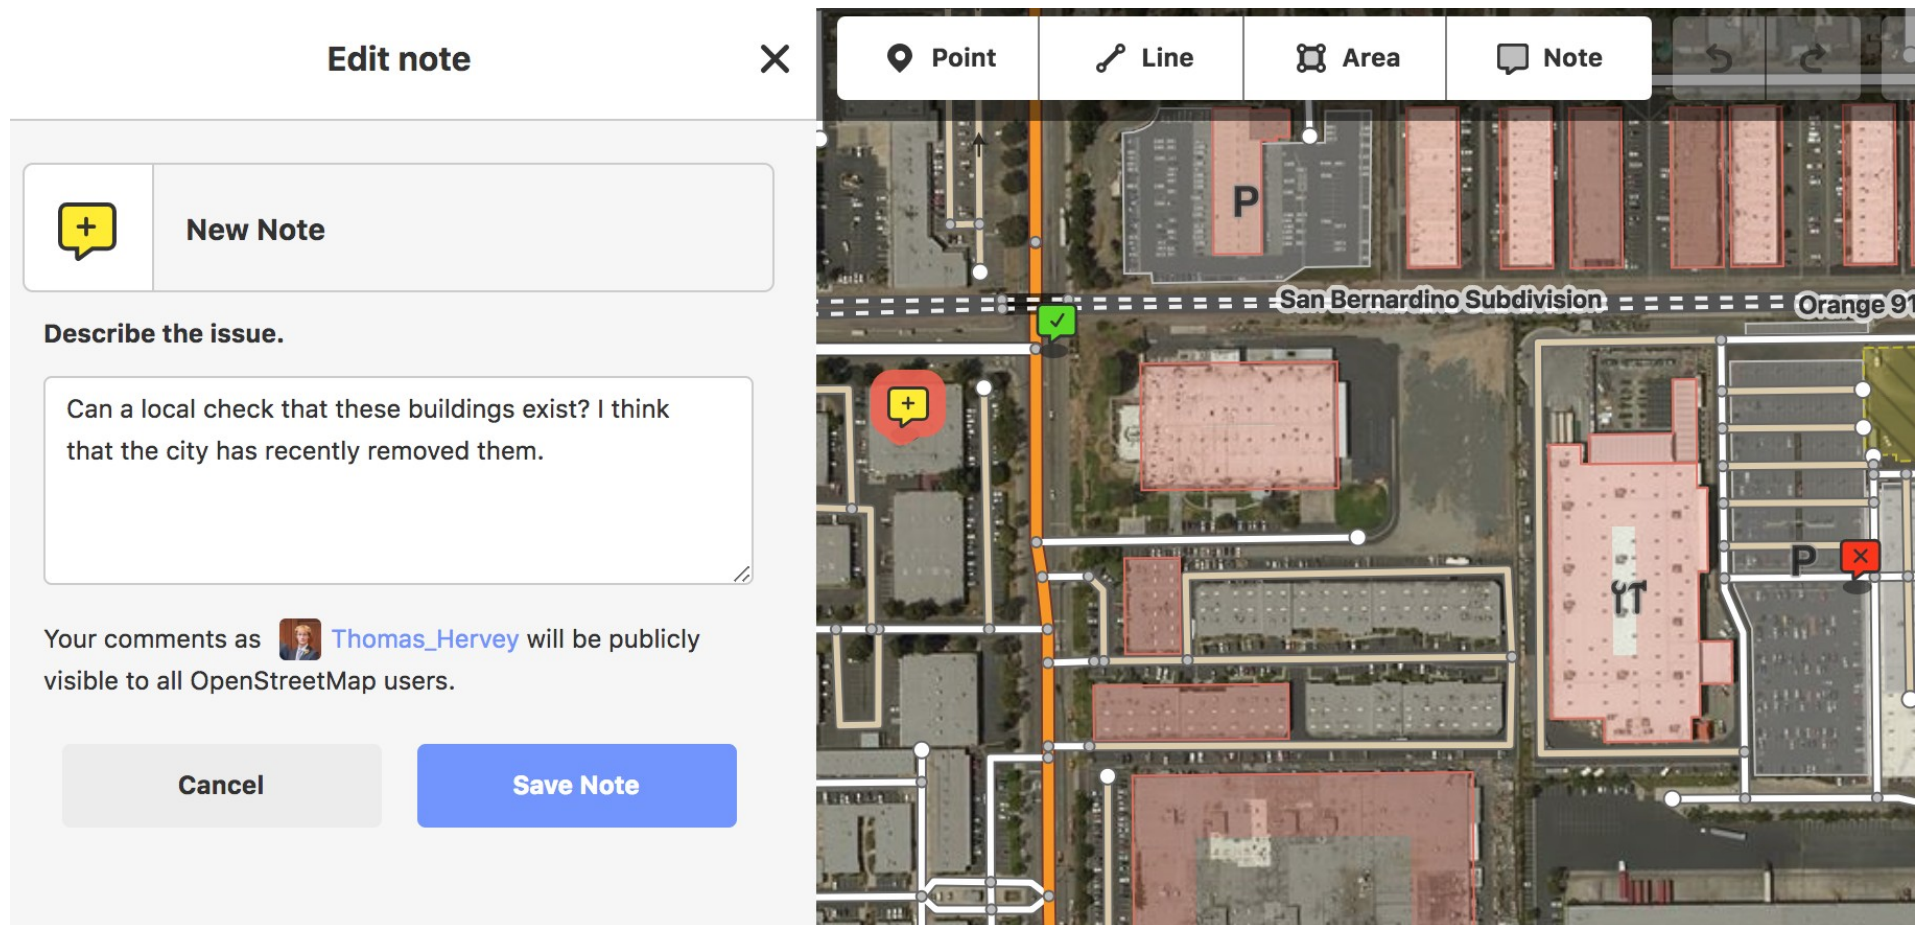 Edit note
Point
Line
Area
Note
New Note
Describe the issue.
Can a local check that these buildings exist? I think
that the city has recently removed them.
Your comments as Thomas_Hervey will be publicly
visible to all OpenStreetMap users.
Cancel
Save Note
P
San Bernardino Subdivision
Orange 91
P